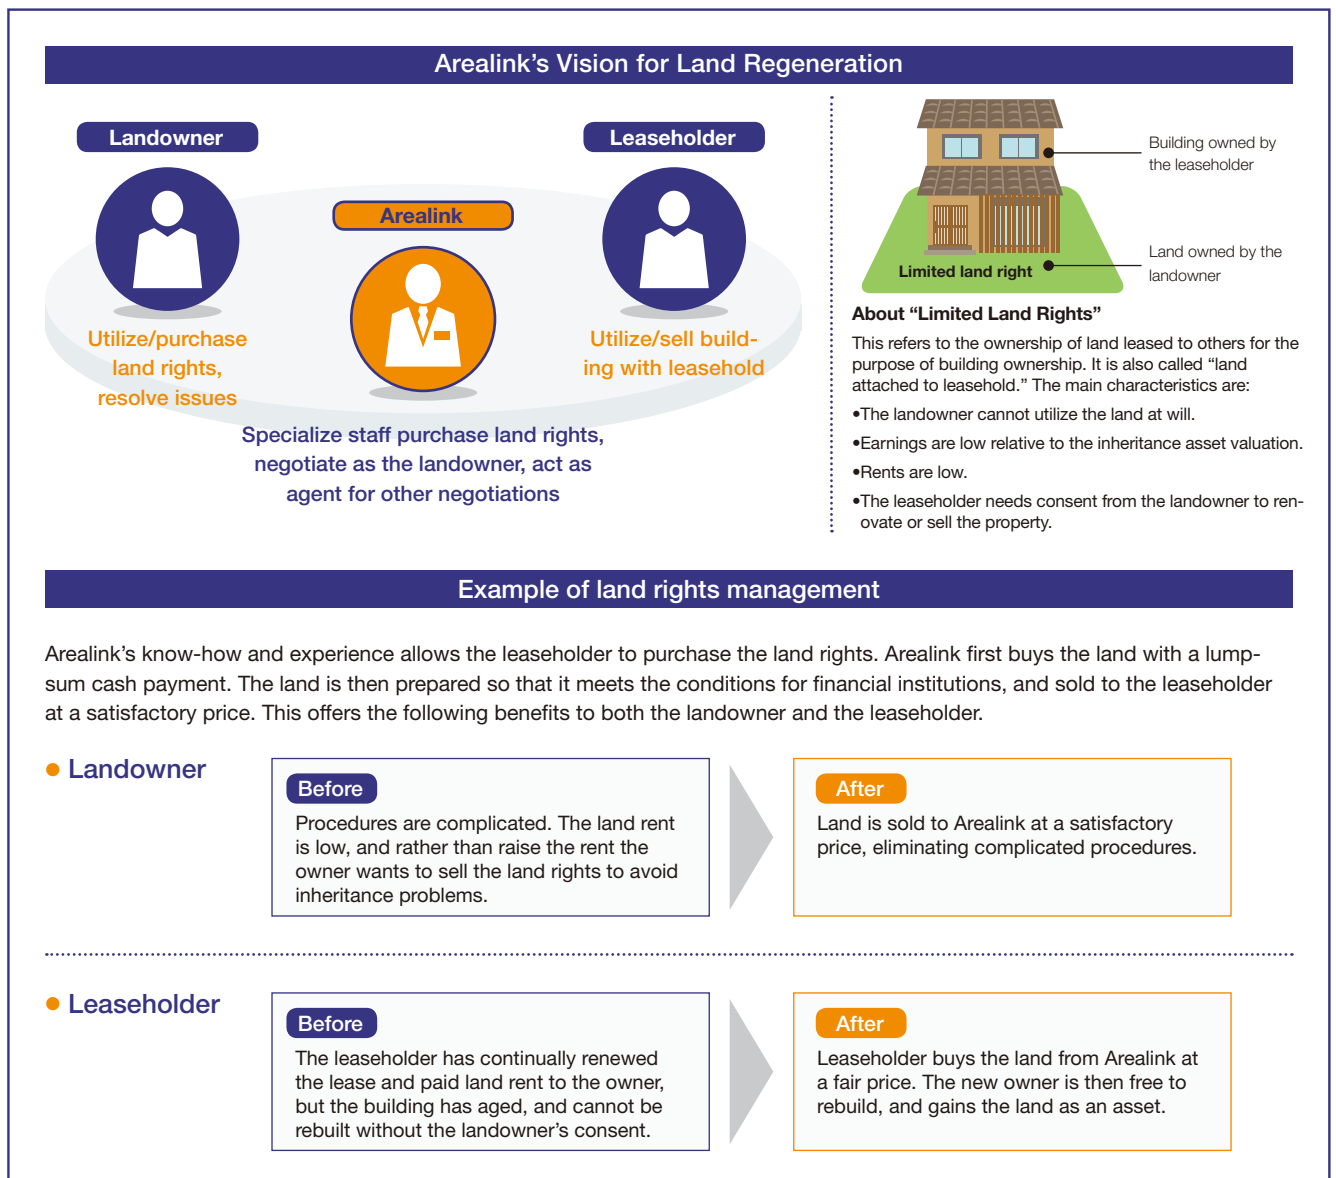 Arealink’s Vision for Land Regeneration
Landowner
Utilize/purchase
land rights,
resolve issues
Arealink
Specialize staff purchase land rights,
negotiate as the landowner, act as
agent for other negotiations
Leaseholder
Utilize/sell build-
ing with leasehold
Building owned by
the leaseholder
Land owned by the
landowner
Limited land right
About “Limited Land Rights”
This refers to the ownership of land leased to others for the
purpose of building ownership. It is also called “land
attached to leasehold.” The main characteristics are:
•The landowner cannot utilize the land at will.
•Earnings are low relative to the inheritance asset valuation.
•Rents are low.
•The leaseholder needs consent from the landowner to ren-
ovate or sell the property.
Example of land rights management
Arealink’s know-how and experience allows the leaseholder to purchase the land rights. Arealink first buys the land with a lump-
sum cash payment. The land is then prepared so that it meets the conditions for financial institutions, and sold to the leaseholder
at a satisfactory price. This offers the following benefits to both the landowner and the leaseholder.
● Landowner
Before
Procedures are complicated. The land rent
is low, and rather than raise the rent the
owner wants to sell the land rights to avoid
inheritance problems.
After
Land is sold to Arealink at a satisfactory
price, eliminating complicated procedures.
● Leaseholder
Before
The leaseholder has continually renewed
the lease and paid land rent to the owner,
but the building has aged, and cannot be
rebuilt without the landowner’s consent.
After
Leaseholder buys the land from Arealink at
a fair price. The new owner is then free to
rebuild, and gains the land as an asset.